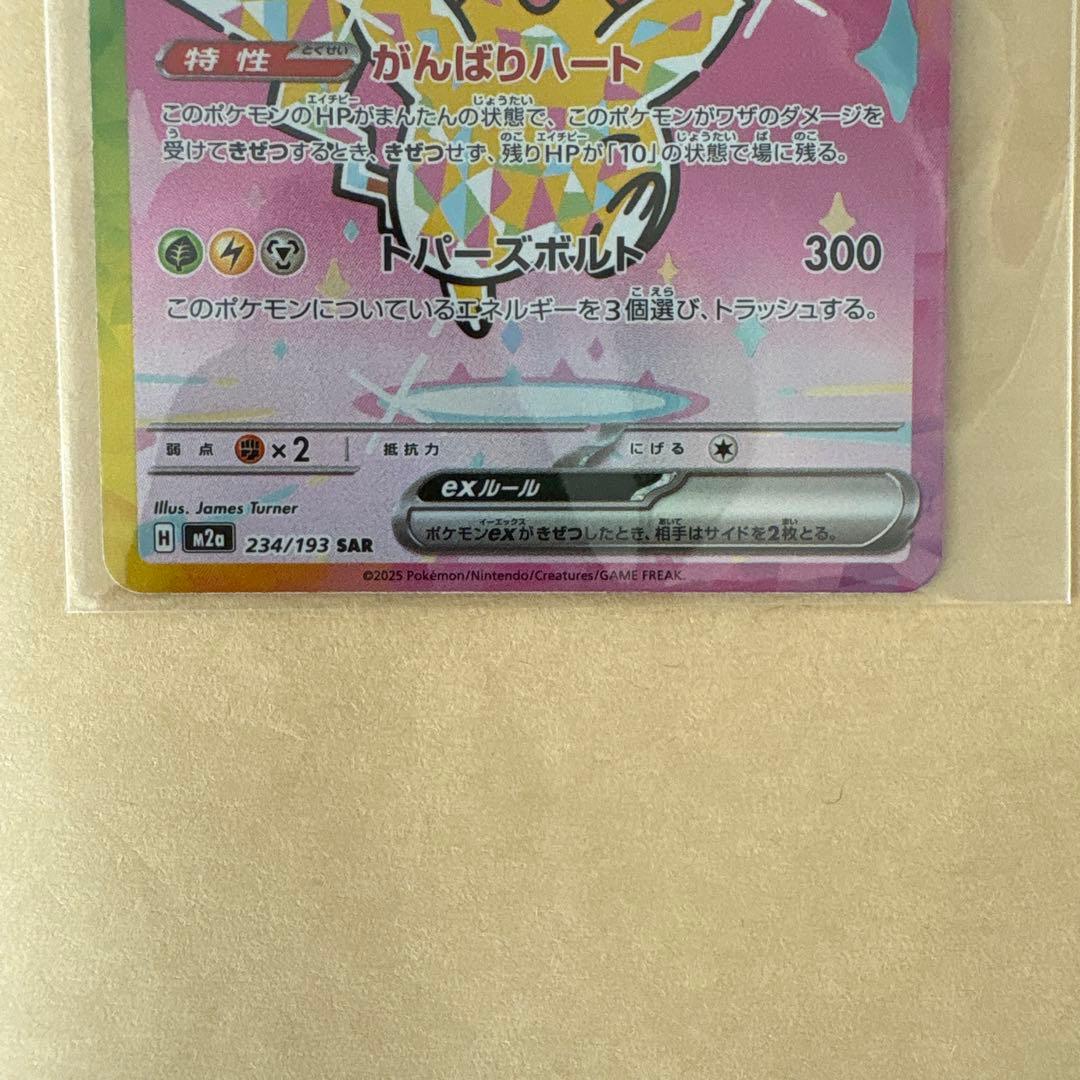 特性 とくせい がんばりハート
このポケモンのHPがまんたんの状態で、このポケモンがワザのダメージを
受けてきぜつするとき、きぜつせず、残りHPが「10」の状態で場に残る。
トパーズボルト 300
このポケモンについているエネルギーを3個選び、トラッシュする。
弱点 ×2 抵抗力 にげる
exルール
ポケモンexがきぜつしたとき、相手はサイドを2枚とる。
Illus. James Turner
H M2a 234/193 SAR
©2025 Pokémon/Nintendo/Creatures/GAME FREAK.